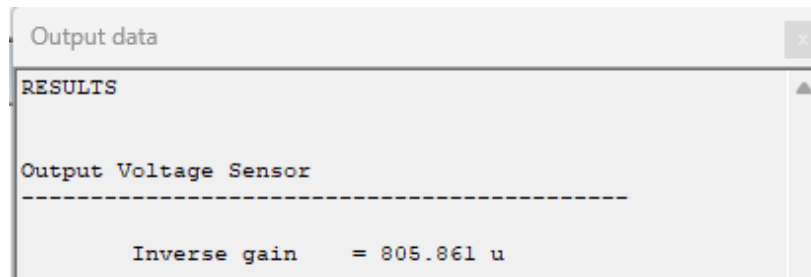 Output data
RESULTS
Output Voltage Sensor
--------------------------------------------
Inverse gain = 805.861 u